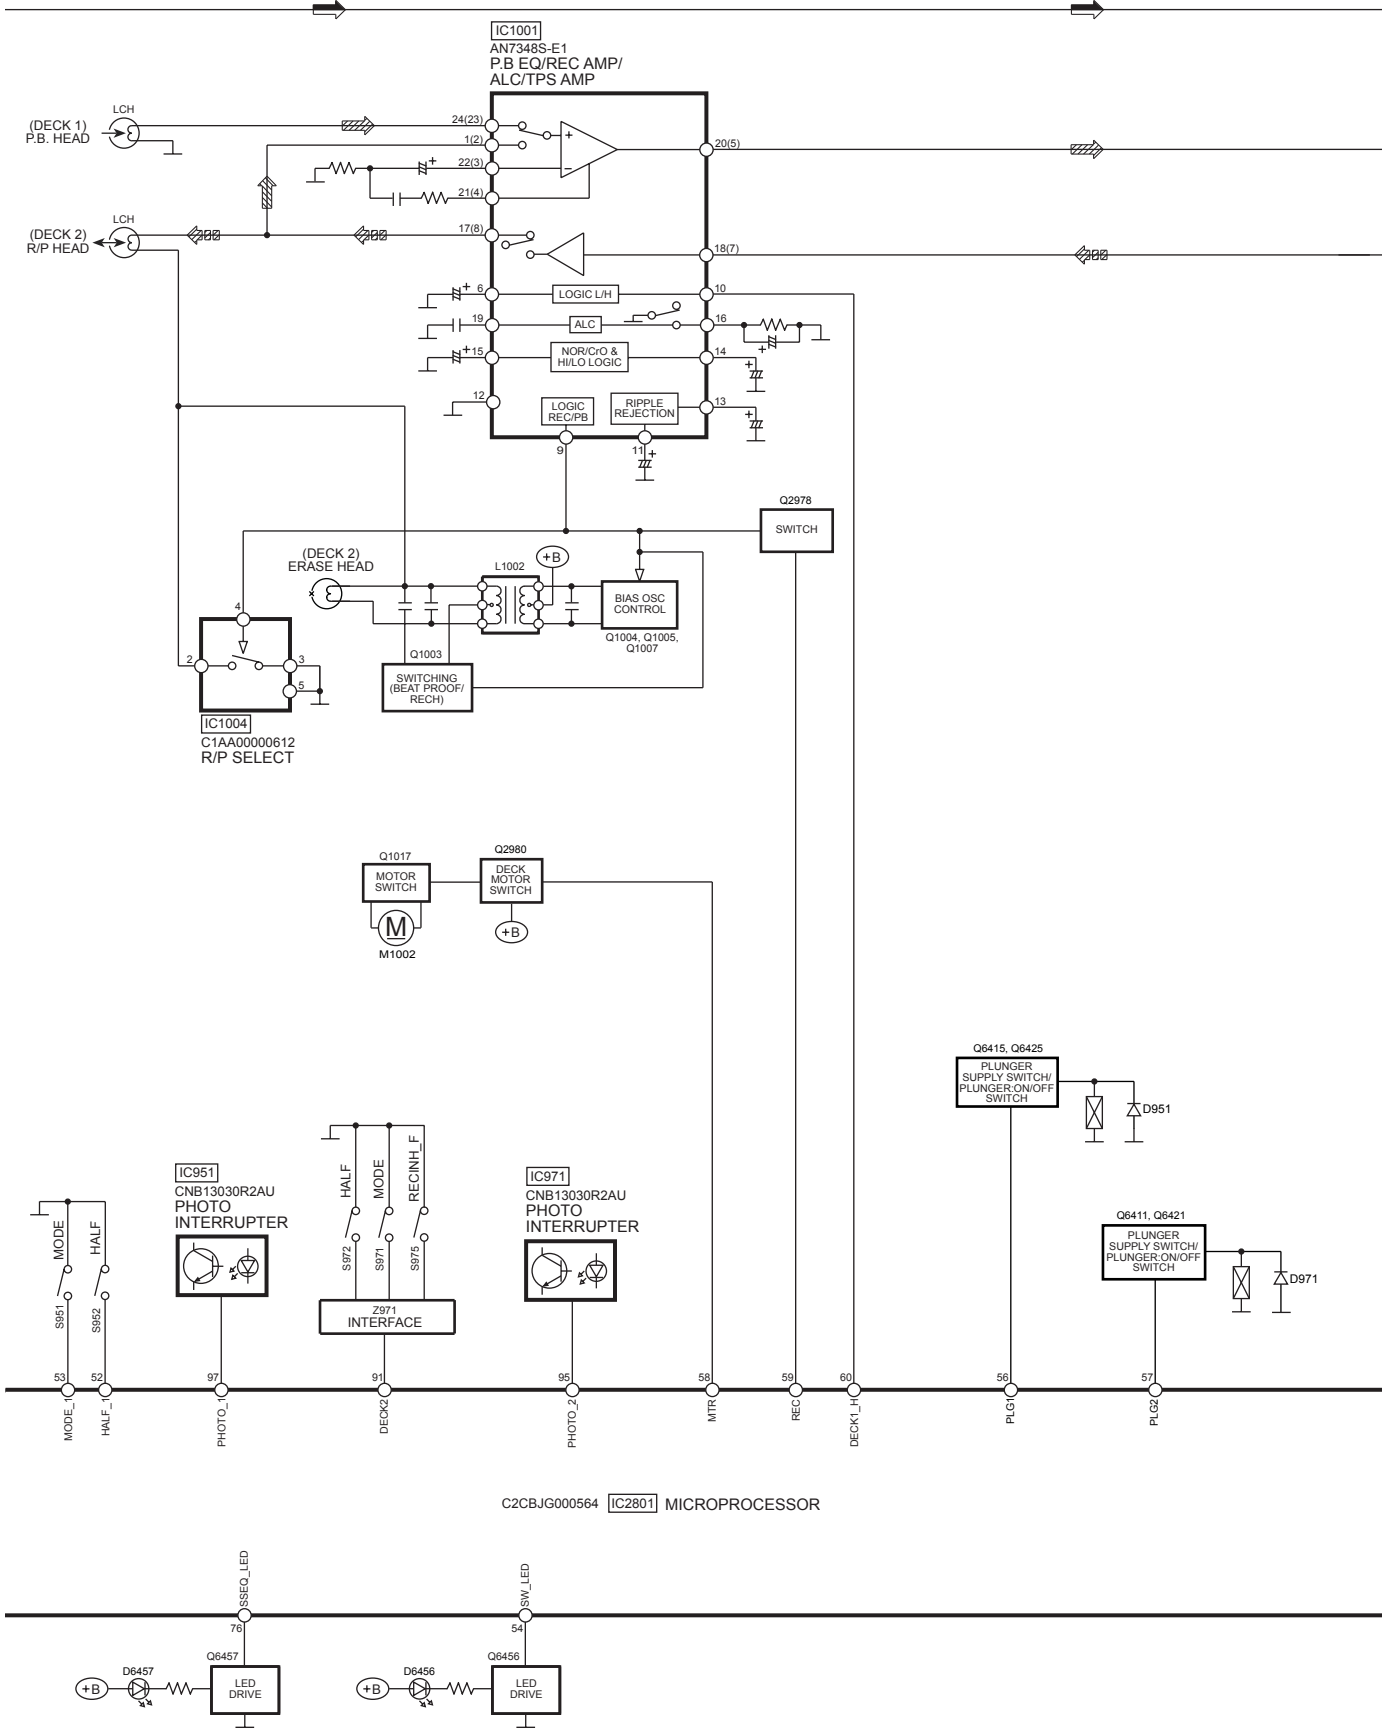 IC1001
AN7348S-E1
P.B EQ/REC AMP/
ALC/TPS AMP
(DECK 1)
P.B. HEAD
LCH
24(23)
1(2)
22(3)
21(4)
+
+
−
20(5)
(DECK 2)
R/P HEAD
LCH
17(8)
18(7)
+
6
LOGIC L/H
10
19
ALC
16
+
+
15
NOR/CrO &
HI/LO LOGIC
14
+
12
LOGIC
REC/PB
RIPPLE
REJECTION
13
+
9
11
+
Q2978
SWITCH
(DECK 2)
ERASE HEAD
L1002
+B
BIAS OSC
CONTROL
Q1004, Q1005,
Q1007
4
2
3
5
Q1003
SWITCHING
(BEAT PROOF/
RECH)
IC1004
C1AA00000612
R/P SELECT
Q1017
MOTOR
SWITCH
M
M1002
Q2980
DECK
MOTOR
SWITCH
+B
Q6415, Q6425
PLUNGER
SUPPLY SWITCH/
PLUNGER:ON/OFF
SWITCH
D951
Q6411, Q6421
PLUNGER
SUPPLY SWITCH/
PLUNGER:ON/OFF
SWITCH
D971
MODE
HALF
S951
S952
IC951
CNB13030R2AU
PHOTO
INTERRUPTER
HALF
MODE
RECINH_F
S972
S971
S975
Z971
INTERFACE
IC971
CNB13030R2AU
PHOTO
INTERRUPTER
53
52
97
91
95
58
59
60
56
57
MODE_1
HALF_1
PHOTO_1
DECK2
PHOTO_2
MTR
REC
DECK1_H
PLG1
PLG2
C2CBJG000564 IC2801 MICROPROCESSOR
SSEQ_LED
SW_LED
76
54
+B
D6457
Q6457
LED
DRIVE
+B
D6456
Q6456
LED
DRIVE